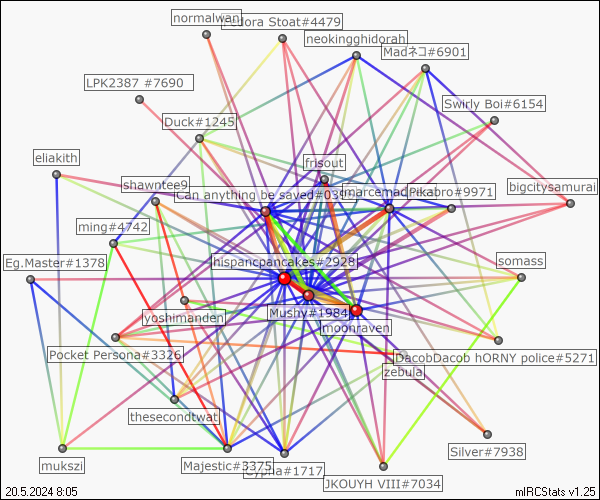 normalwan
Fedora Stoat#4479
neokingghidorah
Madネコ#6901
LPK2387 #7690
Swirly Boi#6154
Duck#1245
eliakith
frisout
shawntee9
Can anything be saved#039
marcemad
Pikabro#9971
bigcitysamurai
ming#4742
Eg.Master#1378
hispancpancakes#2928
somass
yoshimanden
Mushy#1984
moonraven
Pocket Persona#3326
DacobDacob hORNY police#5271
zebula
thesecondtwat
Silver#7938
mukszi
Majestic#3375
Cypha#1717
JKOUYH VIII#7034
20.5.2024 8:05
mIRCStats v1.25